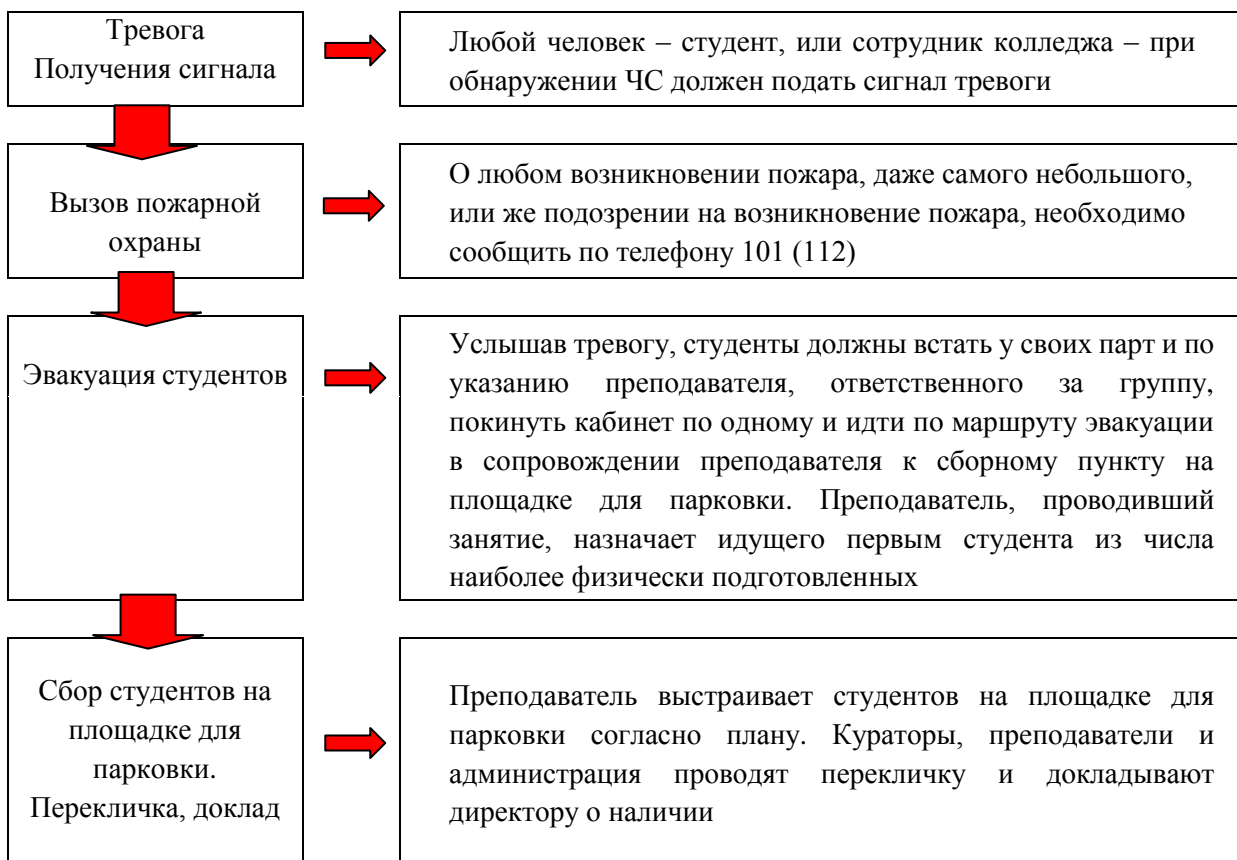 Тревога
Получения сигнала
Любой человек – студент, или сотрудник колледжа – при
обнаружении ЧС должен подать сигнал тревоги
Вызов пожарной
охраны
О любом возникновении пожара, даже самого небольшого,
или же подозрении на возникновение пожара, необходимо
сообщить по телефону 101 (112)
Эвакуация студентов
Услышав тревогу, студенты должны встать у своих парт и по
указанию преподавателя, ответственного за группу,
покинуть кабинет по одному и идти по маршруту эвакуации
в сопровождении преподавателя к сборному пункту на
площадке для парковки. Преподаватель, проводивший
занятие, назначает идущего первым студента из числа
наиболее физически подготовленных
Сбор студентов на
площадке для
парковки.
Перекличка, доклад
Преподаватель выстраивает студентов на площадке для
парковки согласно плану. Кураторы, преподаватели и
администрация проводят перекличку и докладывают
директору о наличии